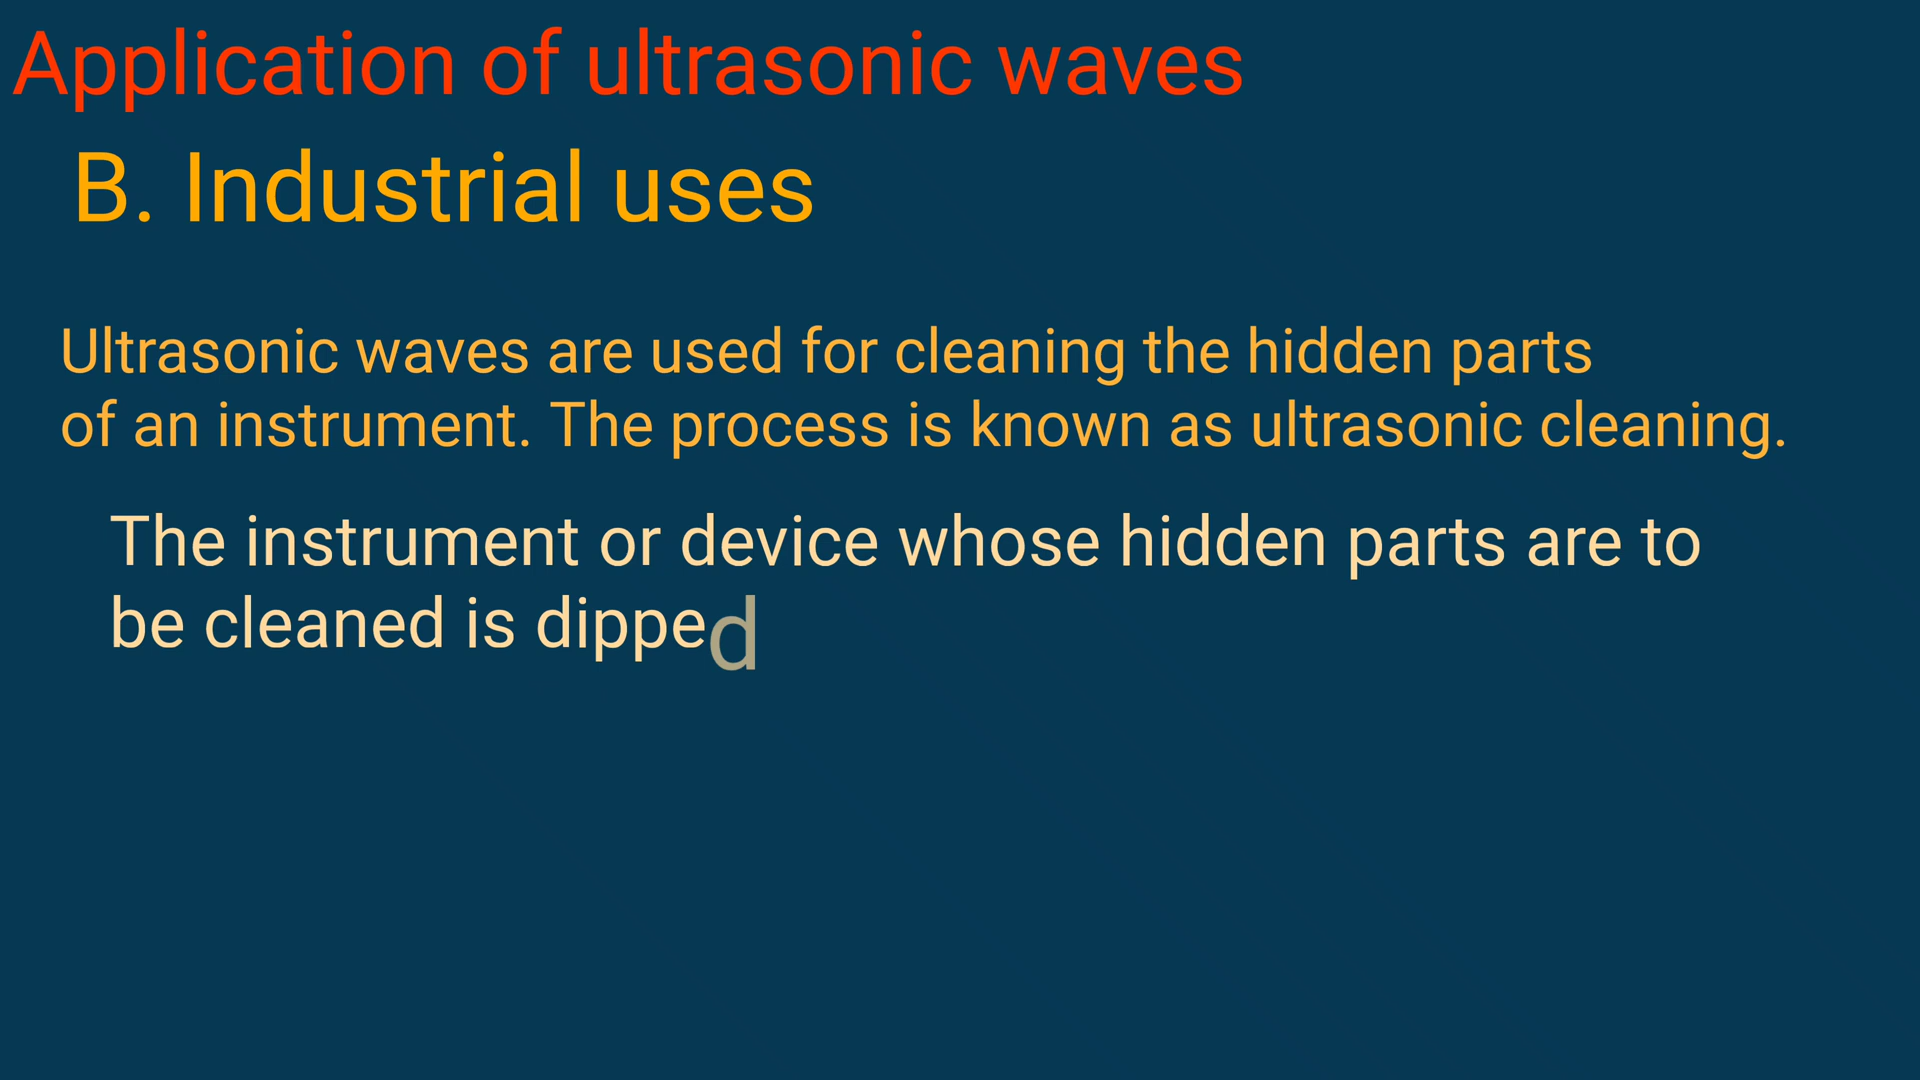 Application of ultrasonic waves
B. Industrial uses
Ultrasonic waves are used for cleaning the hidden parts
of an instrument. The process is known as ultrasonic cleaning.
The instrument or device whose hidden parts are to
be cleaned is dipped